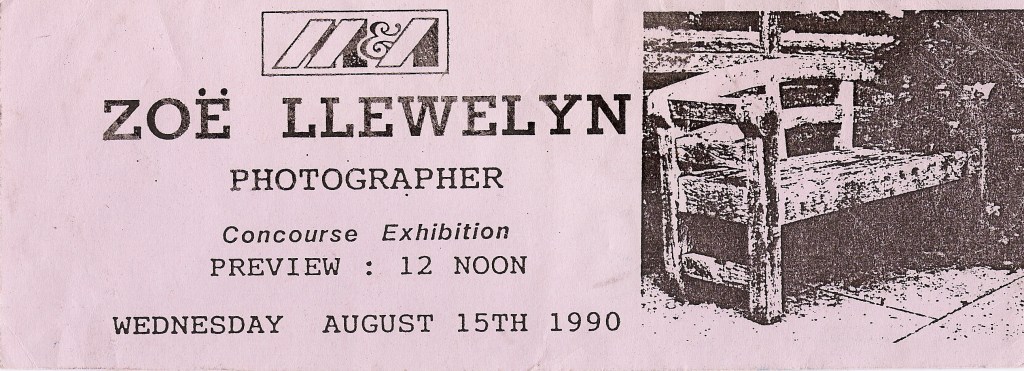 M&A
ZOË LLEWELYN
PHOTOGRAPHER
Concourse Exhibition
PREVIEW : 12 NOON
WEDNESDAY AUGUST 15TH 1990